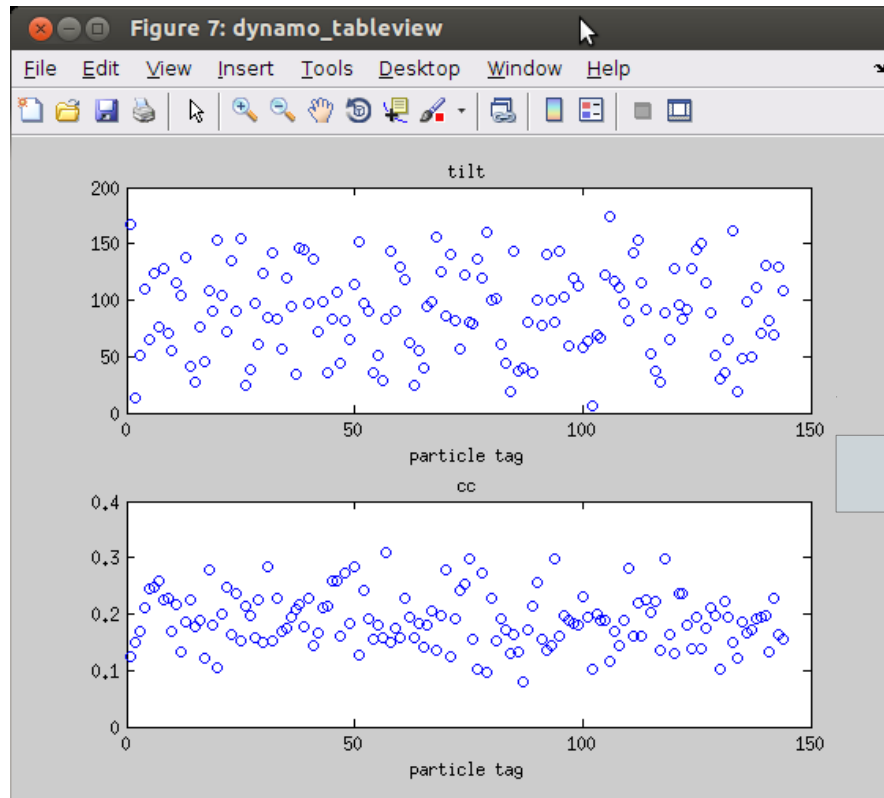 Figure 7: dynamo_tableview
File Edit View Insert Tools Desktop Window Help
tilt
200
150
100
50
0
0 50 100 150
particle tag
cc
0.4
0.3
0.2
0.1
0
0 50 100 150
particle tag